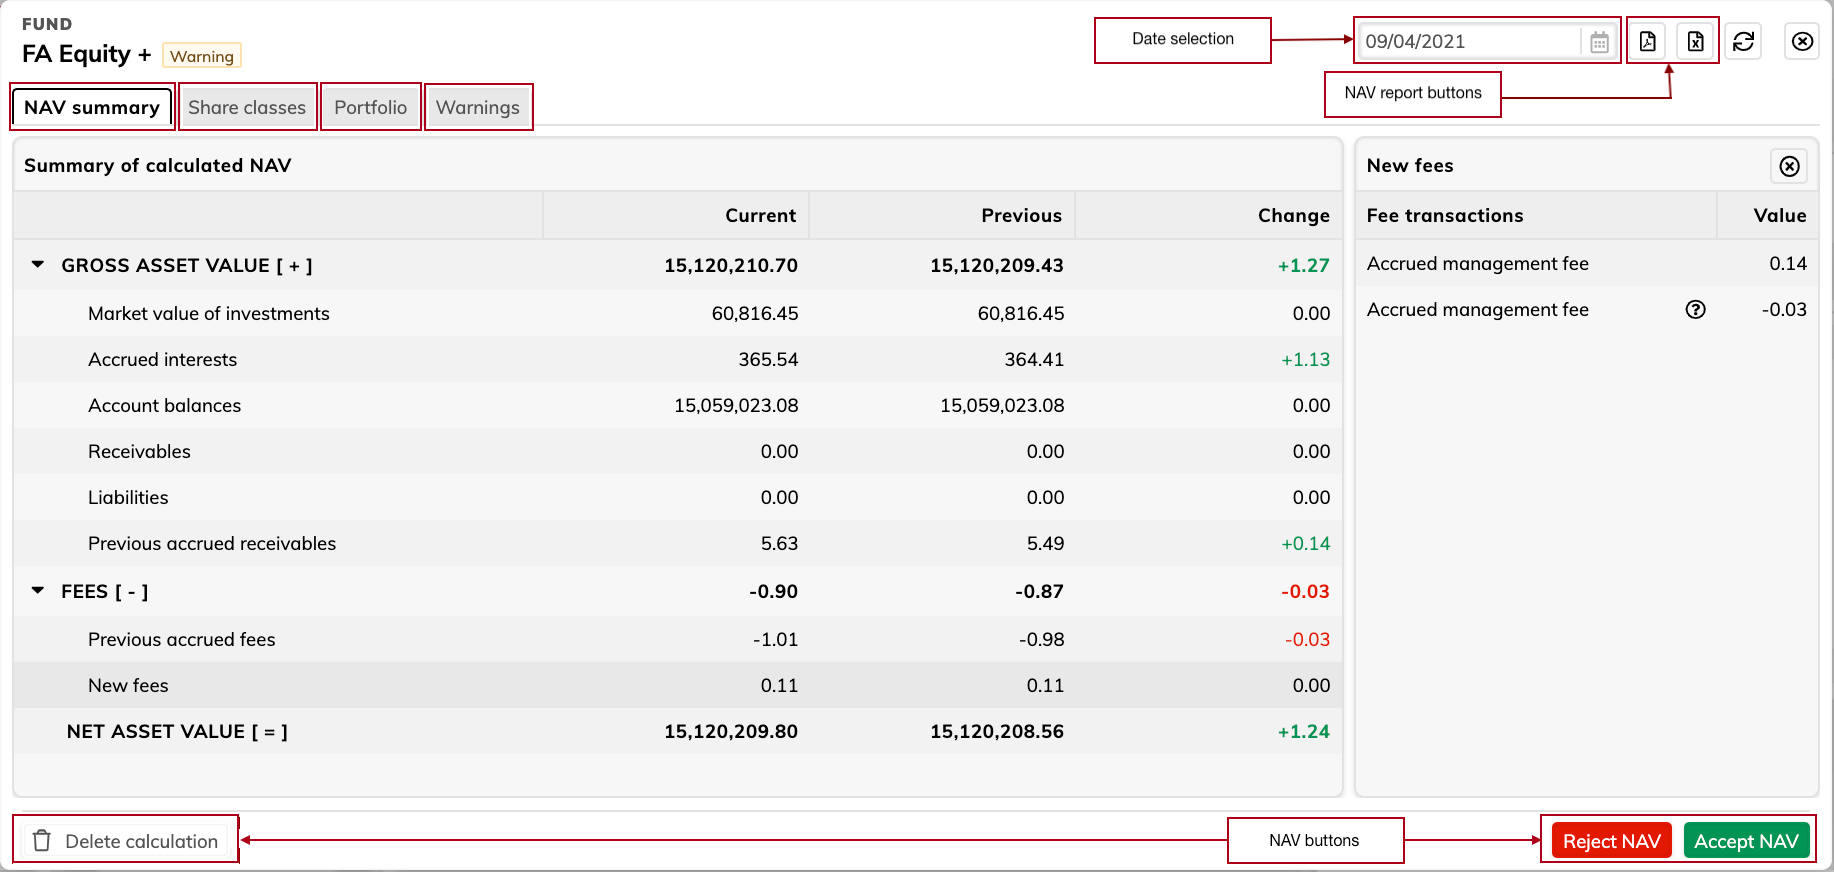 FUND
FA Equity + Warning
Date selection
09/04/2021
NAV report buttons
NAV summary Share classes Portfolio Warnings
Summary of calculated NAV
Current Previous Change
GROSS ASSET VALUE [ + ] 15,120,210.70 15,120,209.43 +1.27
Market value of investments 60,816.45 60,816.45 0.00
Accrued interests 365.54 364.41 +1.13
Account balances 15,059,023.08 15,059,023.08 0.00
Receivables 0.00 0.00 0.00
Liabilities 0.00 0.00 0.00
Previous accrued receivables 5.63 5.49 +0.14
FEES [ - ] -0.90 -0.87 -0.03
Previous accrued fees -1.01 -0.98 -0.03
New fees 0.11 0.11 0.00
NET ASSET VALUE [ = ] 15,120,209.80 15,120,208.56 +1.24
New fees
Fee transactions Value
Accrued management fee 0.14
Accrued management fee ? -0.03
Delete calculation
NAV buttons
Reject NAV Accept NAV